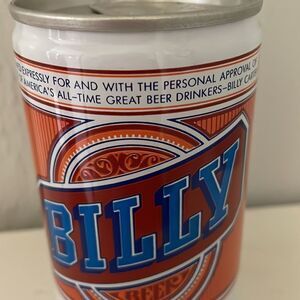 EXPRESSLY FOR AND WITH THE PERSONAL APPROVAL OF
AMERICA'S ALL-TIME GREAT BEER DRINKERS-BILLY
BILLY
BEER